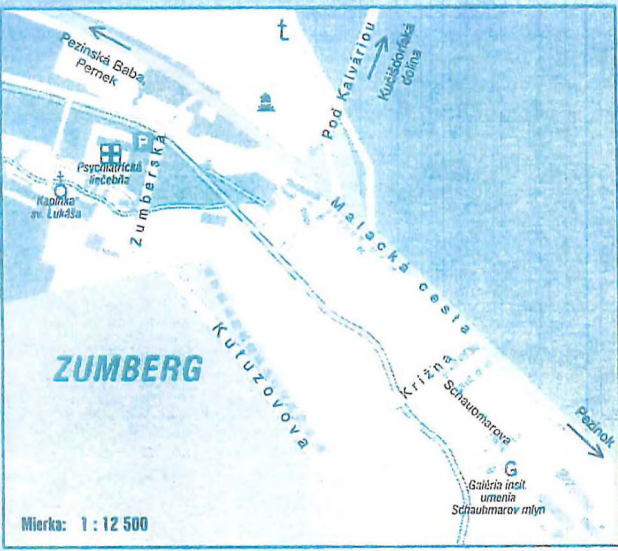 t
Pezinská Baba,
Pernek
Pod Kalváriou
Kučišdorfská
dolina
P
Psychiatrická
liečebňa
Kaplnka
sv. Lukáša
Zumberská
Malacká cesta
ZUMBERG
Kutuzovova
Krížna
Schaubmarova
Pezinok
G
Galéria insit.
umenia
Schaubmarov mlyn
Mierka: 1 : 12 500